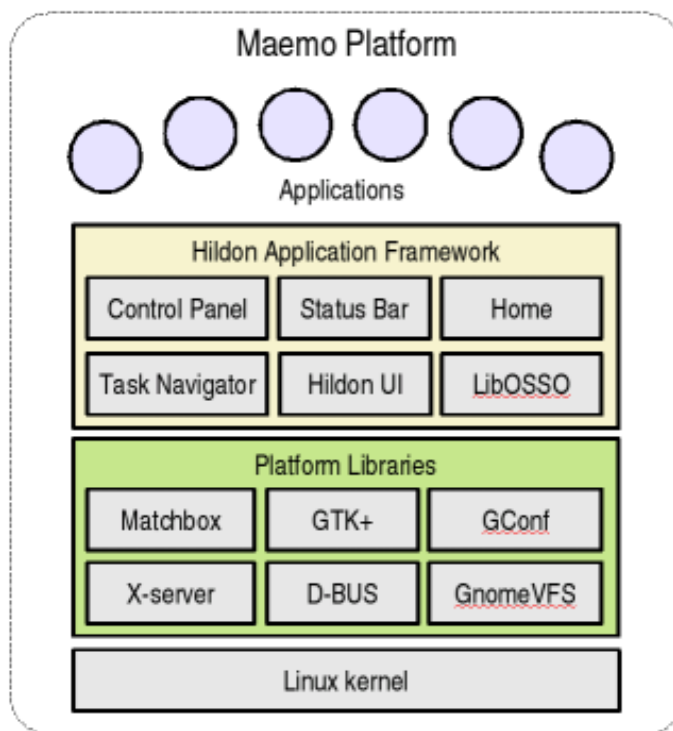 Maemo Platform
Applications
Hildon Application Framework
Control Panel
Status Bar
Home
Task Navigator
Hildon UI
LibOSSO
Platform Libraries
Matchbox
GTK+
GConf
X-server
D-BUS
GnomeVFS
Linux kernel